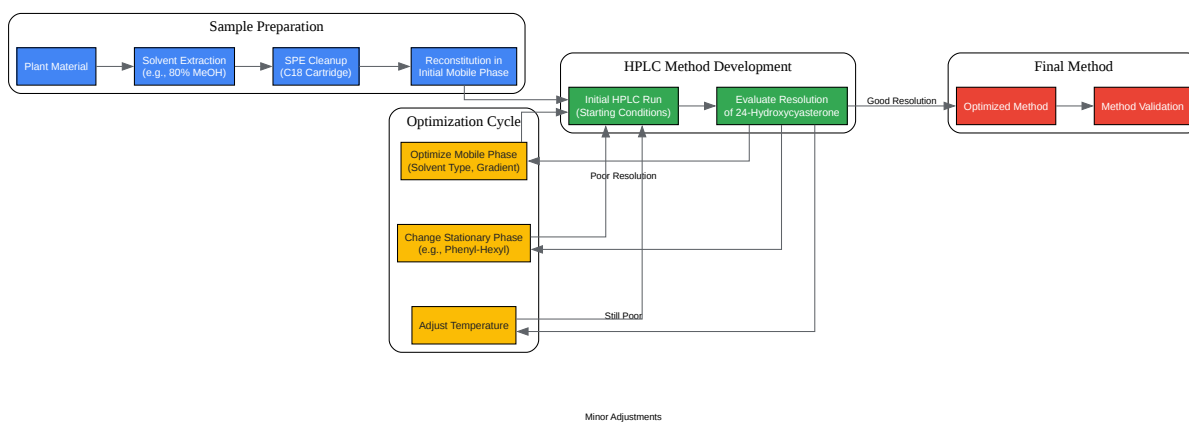 Sample Preparation
Plant Material
Solvent Extraction
(e.g., 80% MeOH)
SPE Cleanup
(C18 Cartridge)
Reconstitution in
Initial Mobile Phase
HPLC Method Development
Initial HPLC Run
(Starting Conditions)
Evaluate Resolution
of 24-Hydroxycyasterone
Good Resolution
Final Method
Optimized Method
Method Validation
Optimization Cycle
Optimize Mobile Phase
(Solvent Type, Gradient)
Poor Resolution
Change Stationary Phase
(e.g., Phenyl-Hexyl)
Still Poor
Adjust Temperature
Minor Adjustments